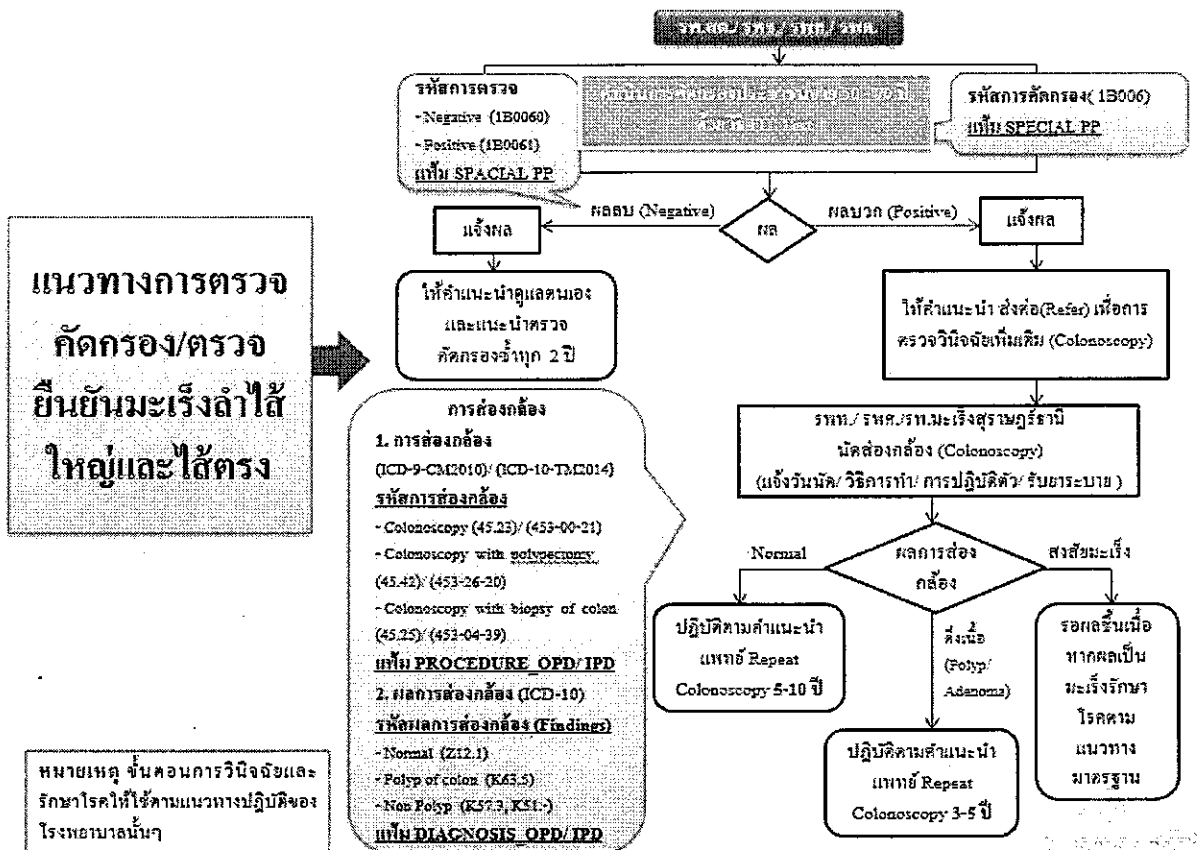 รพ.สต./ รพช./ รพท./ รพศ.
รหัสการตรวจ
- Negative (1B0060)
- Positive (1B0061)
แฟ้ม SPACIAL PP
รหัสการคัดกรอง( 1B006)
แฟ้ม SPECIAL PP
ผลลบ (Negative)
ผล
ผลบวก (Positive)
แจ้งผล
แจ้งผล
แนวทางการตรวจ
คัดกรอง/ตรวจ
ยืนยันมะเร็งลำไส้
ใหญ่และไส้ตรง
ให้คำแนะนำดูแลตนเอง
และแนะนำตรวจ
คัดกรองซ้ำทุก 2 ปี
ให้คำแนะนำ ส่งต่อ(Refer) เพื่อการ
ตรวจวินิจฉัยเพิ่มเติม (Colonoscopy)
การส่องกล้อง
1. การส่องกล้อง
(ICD-9-CM2010)/ (ICD-10-TM2014)
รหัสการส่องกล้อง
- Colonoscopy (45.23)/ (453-00-21)
- Colonoscopy with polypectomy
(45.42)/ (453-26-20)
- Colonoscopy with biopsy of colon
(45.25)/ (453-04-39)
แฟ้ม PROCEDURE_OPD/ IPD
2. ผลการส่องกล้อง (ICD-10)
รหัสผลการส่องกล้อง (Findings)
- Normal (Z12.1)
- Polyp of colon (K63.5)
- Non Polyp (K57.3, K51.-)
แฟ้ม DIAGNOSIS_OPD/ IPD
รพท./ รพศ./รพ.มะเร็งสุราษฎร์ธานี
นัดส่องกล้อง (Colonoscopy)
(แจ้งวันนัด/ วิธีการทำ/ การปฏิบัติตัว/ รับยาระบาย )
Normal
ผลการส่อง
กล้อง
สงสัยมะเร็ง
ปฏิบัติตามคำแนะนำ
แพทย์ Repeat
Colonoscopy 5-10 ปี
ติ่งเนื้อ
(Polyp/
Adenoma)
รอผลชิ้นเนื้อ
หากผลเป็น
มะเร็งรักษา
โรคตาม
แนวทาง
มาตรฐาน
ปฏิบัติตามคำแนะนำ
แพทย์ Repeat
Colonoscopy 3-5 ปี
หมายเหตุ ขั้นตอนการวินิจฉัยและ
รักษาโรคให้ใช้ตามแนวทางปฏิบัติของ
โรงพยาบาลนั้นๆ